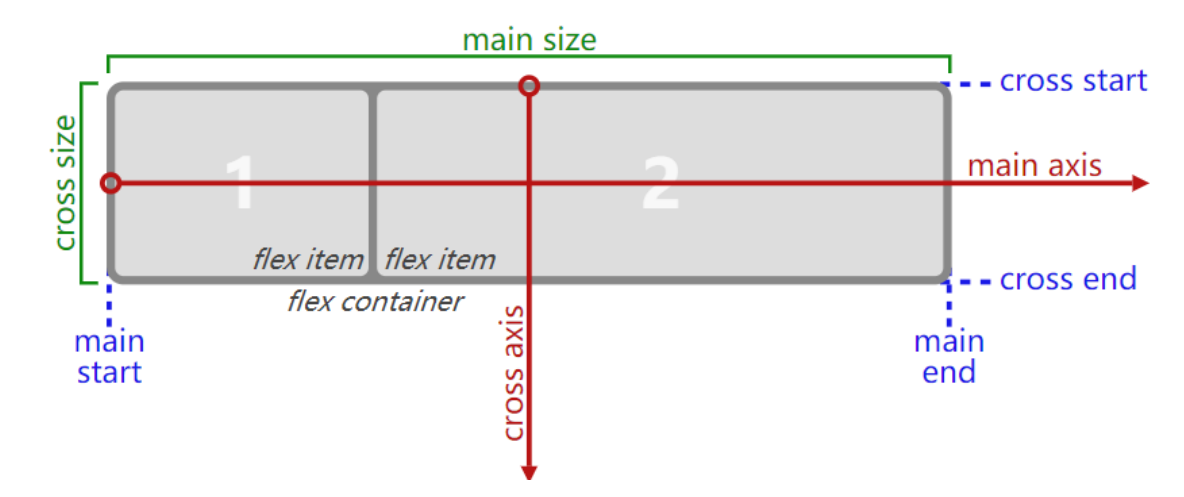 main size
cross start
cross size
1
2
main axis
flex item
flex item
cross end
flex container
cross axis
main
start
main
end